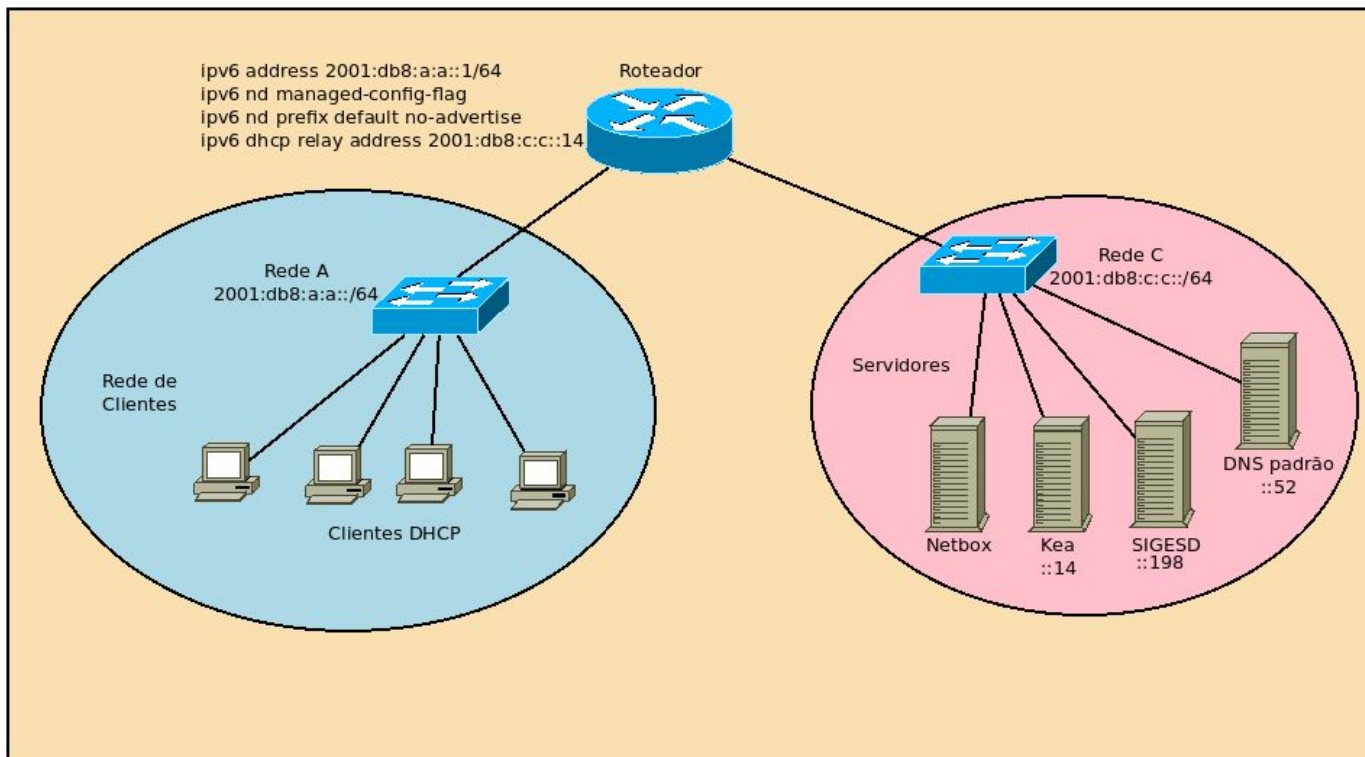 ipv6 address 2001:db8:a:a::1/64
ipv6 nd managed-config-flag
ipv6 nd prefix default no-advertise
ipv6 dhcp relay address 2001:db8:c:c::14
Roteador
Rede A
2001:db8:a:a::/64
Rede de
Clientes
Clientes DHCP
Rede C
2001:db8:c:c::/64
Servidores
DNS padrão
::52
Netbox
Kea
::14
SIGESD
::198